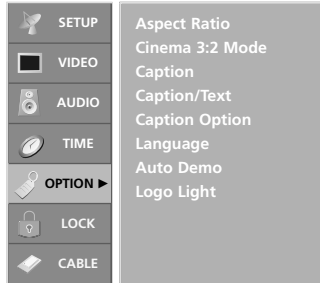 SETUP
VIDEO
AUDIO
TIME
OPTION ►
LOCK
CABLE
Aspect Ratio
Cinema 3:2 Mode
Caption
Caption/Text
Caption Option
Language
Auto Demo
Logo Light